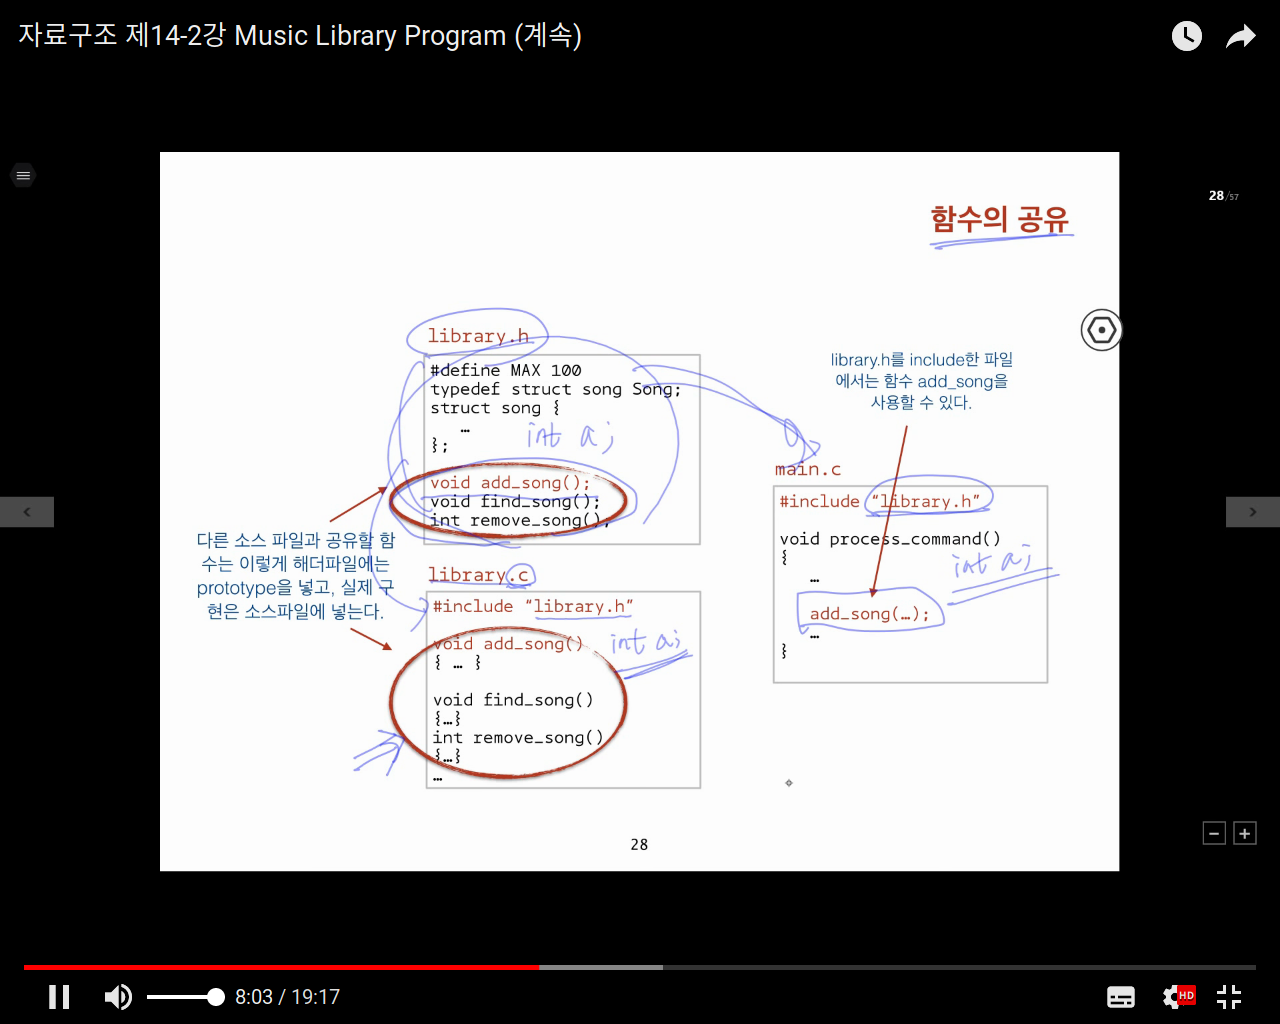 자료구조 제14-2강 Music Library Program (계속)
28/57
함수의 공유
library.h
#define MAX 100
typedef struct song Song;
struct song {
…
};
int a;
void add_song();
void find_song();
int remove_song();
library.h를 include한 파일
에서는 함수 add_song을
사용할 수 있다.
main.c
#include “library.h”
void process_command()
{
…
int a;
add_song(…);
…
}
다른 소스 파일과 공유할 함
수는 이렇게 해더파일에는
prototype을 넣고, 실제 구
현은 소스파일에 넣는다.
library.c
#include “library.h”
void add_song()
{ … }
int a;
void find_song()
{…}
int remove_song()
{…}
…
28
8:03 / 19:17
HD